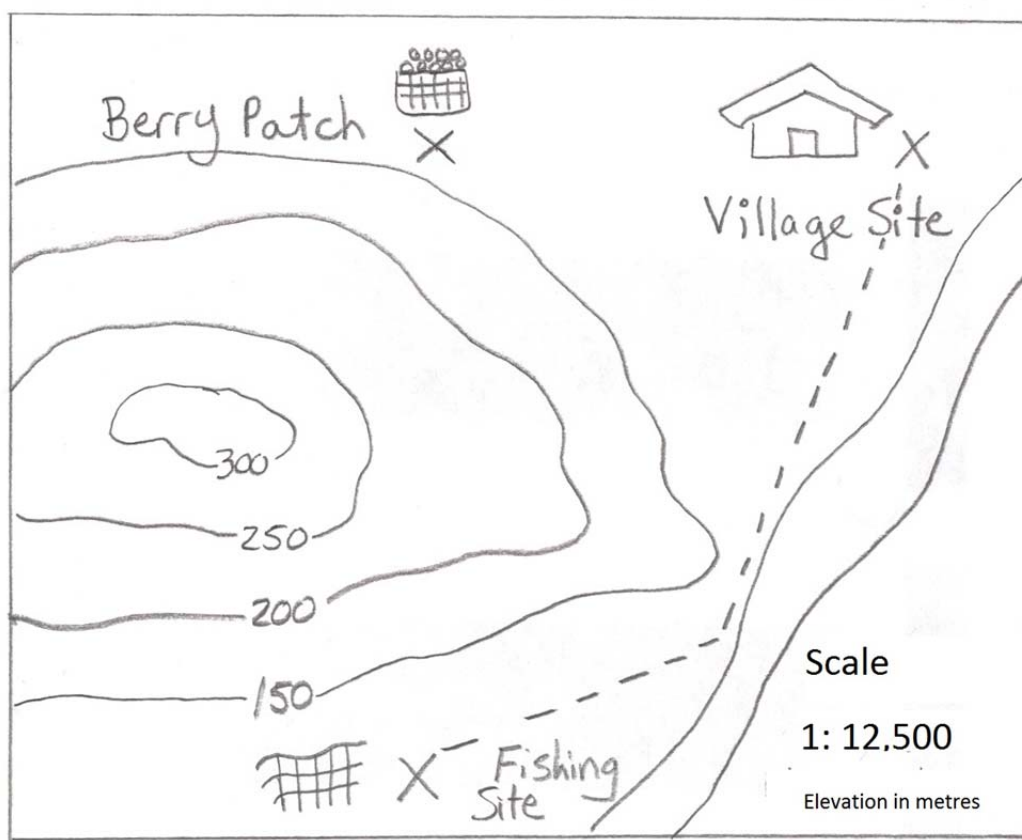 Berry Patch
X
X
Village Site
300
250
200
150
Scale
1: 12,500
X
Fishing
Site
Elevation in metres